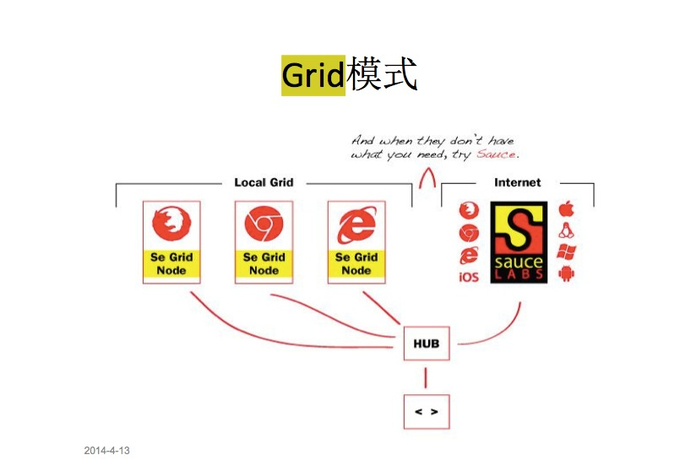 Grid模式
And when they don't have
what you need, try Sauce.
Local Grid
Internet
Se Grid
Node
Se Grid
Node
Se Grid
Node
iOS
sauce
LABS
HUB
< >
2014-4-13